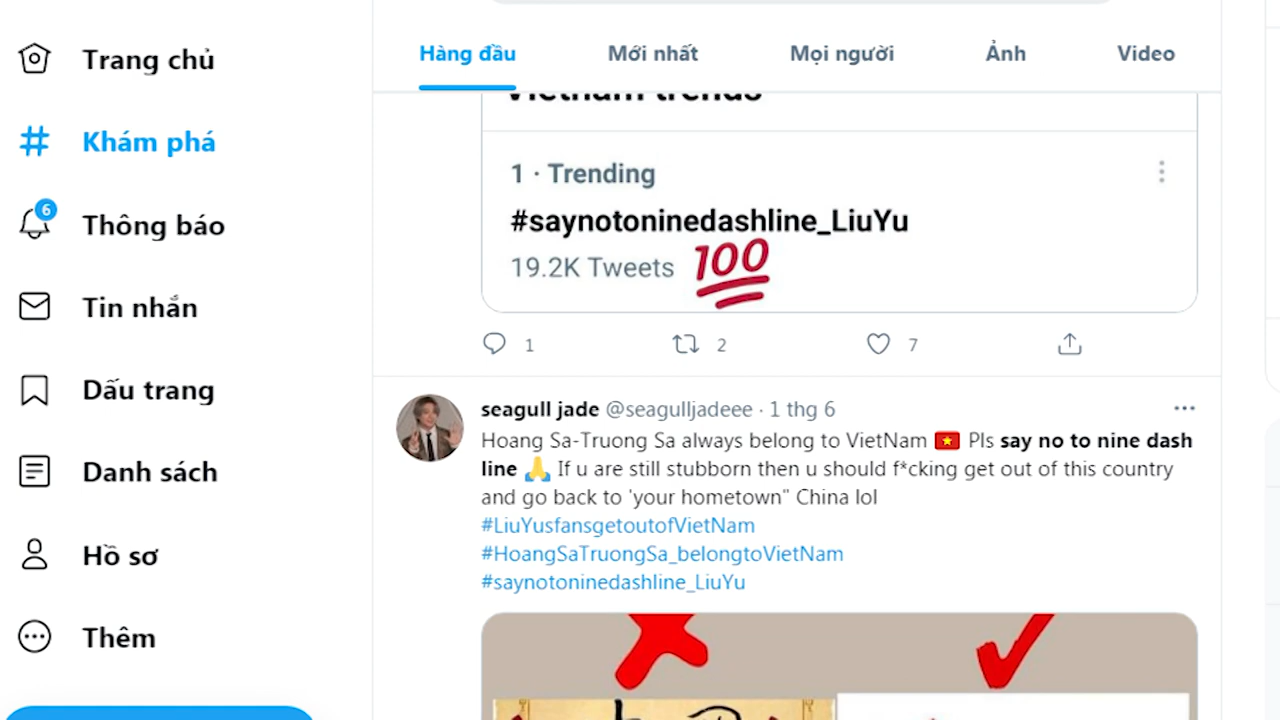 Trang chủ
Khám phá
6
Thông báo
Tin nhắn
Dấu trang
Danh sách
Hồ sơ
Thêm
Hàng đầu Mới nhất Mọi người Ảnh Video
Vietnam trends
1 · Trending
#saynotoninedashline_LiuYu
19.2K Tweets 100
1 2 7
seagull jade @seagulljadeee · 1 thg 6
Hoang Sa-Truong Sa always belong to VietNam 🇻🇳 Pls say no to nine dash
line 🙏 If u are still stubborn then u should f*cking get out of this country
and go back to 'your hometown" China lol
#LiuYusfansgetoutofVietNam
#HoangSaTruongSa_belongtoVietNam
#saynotoninedashline_LiuYu